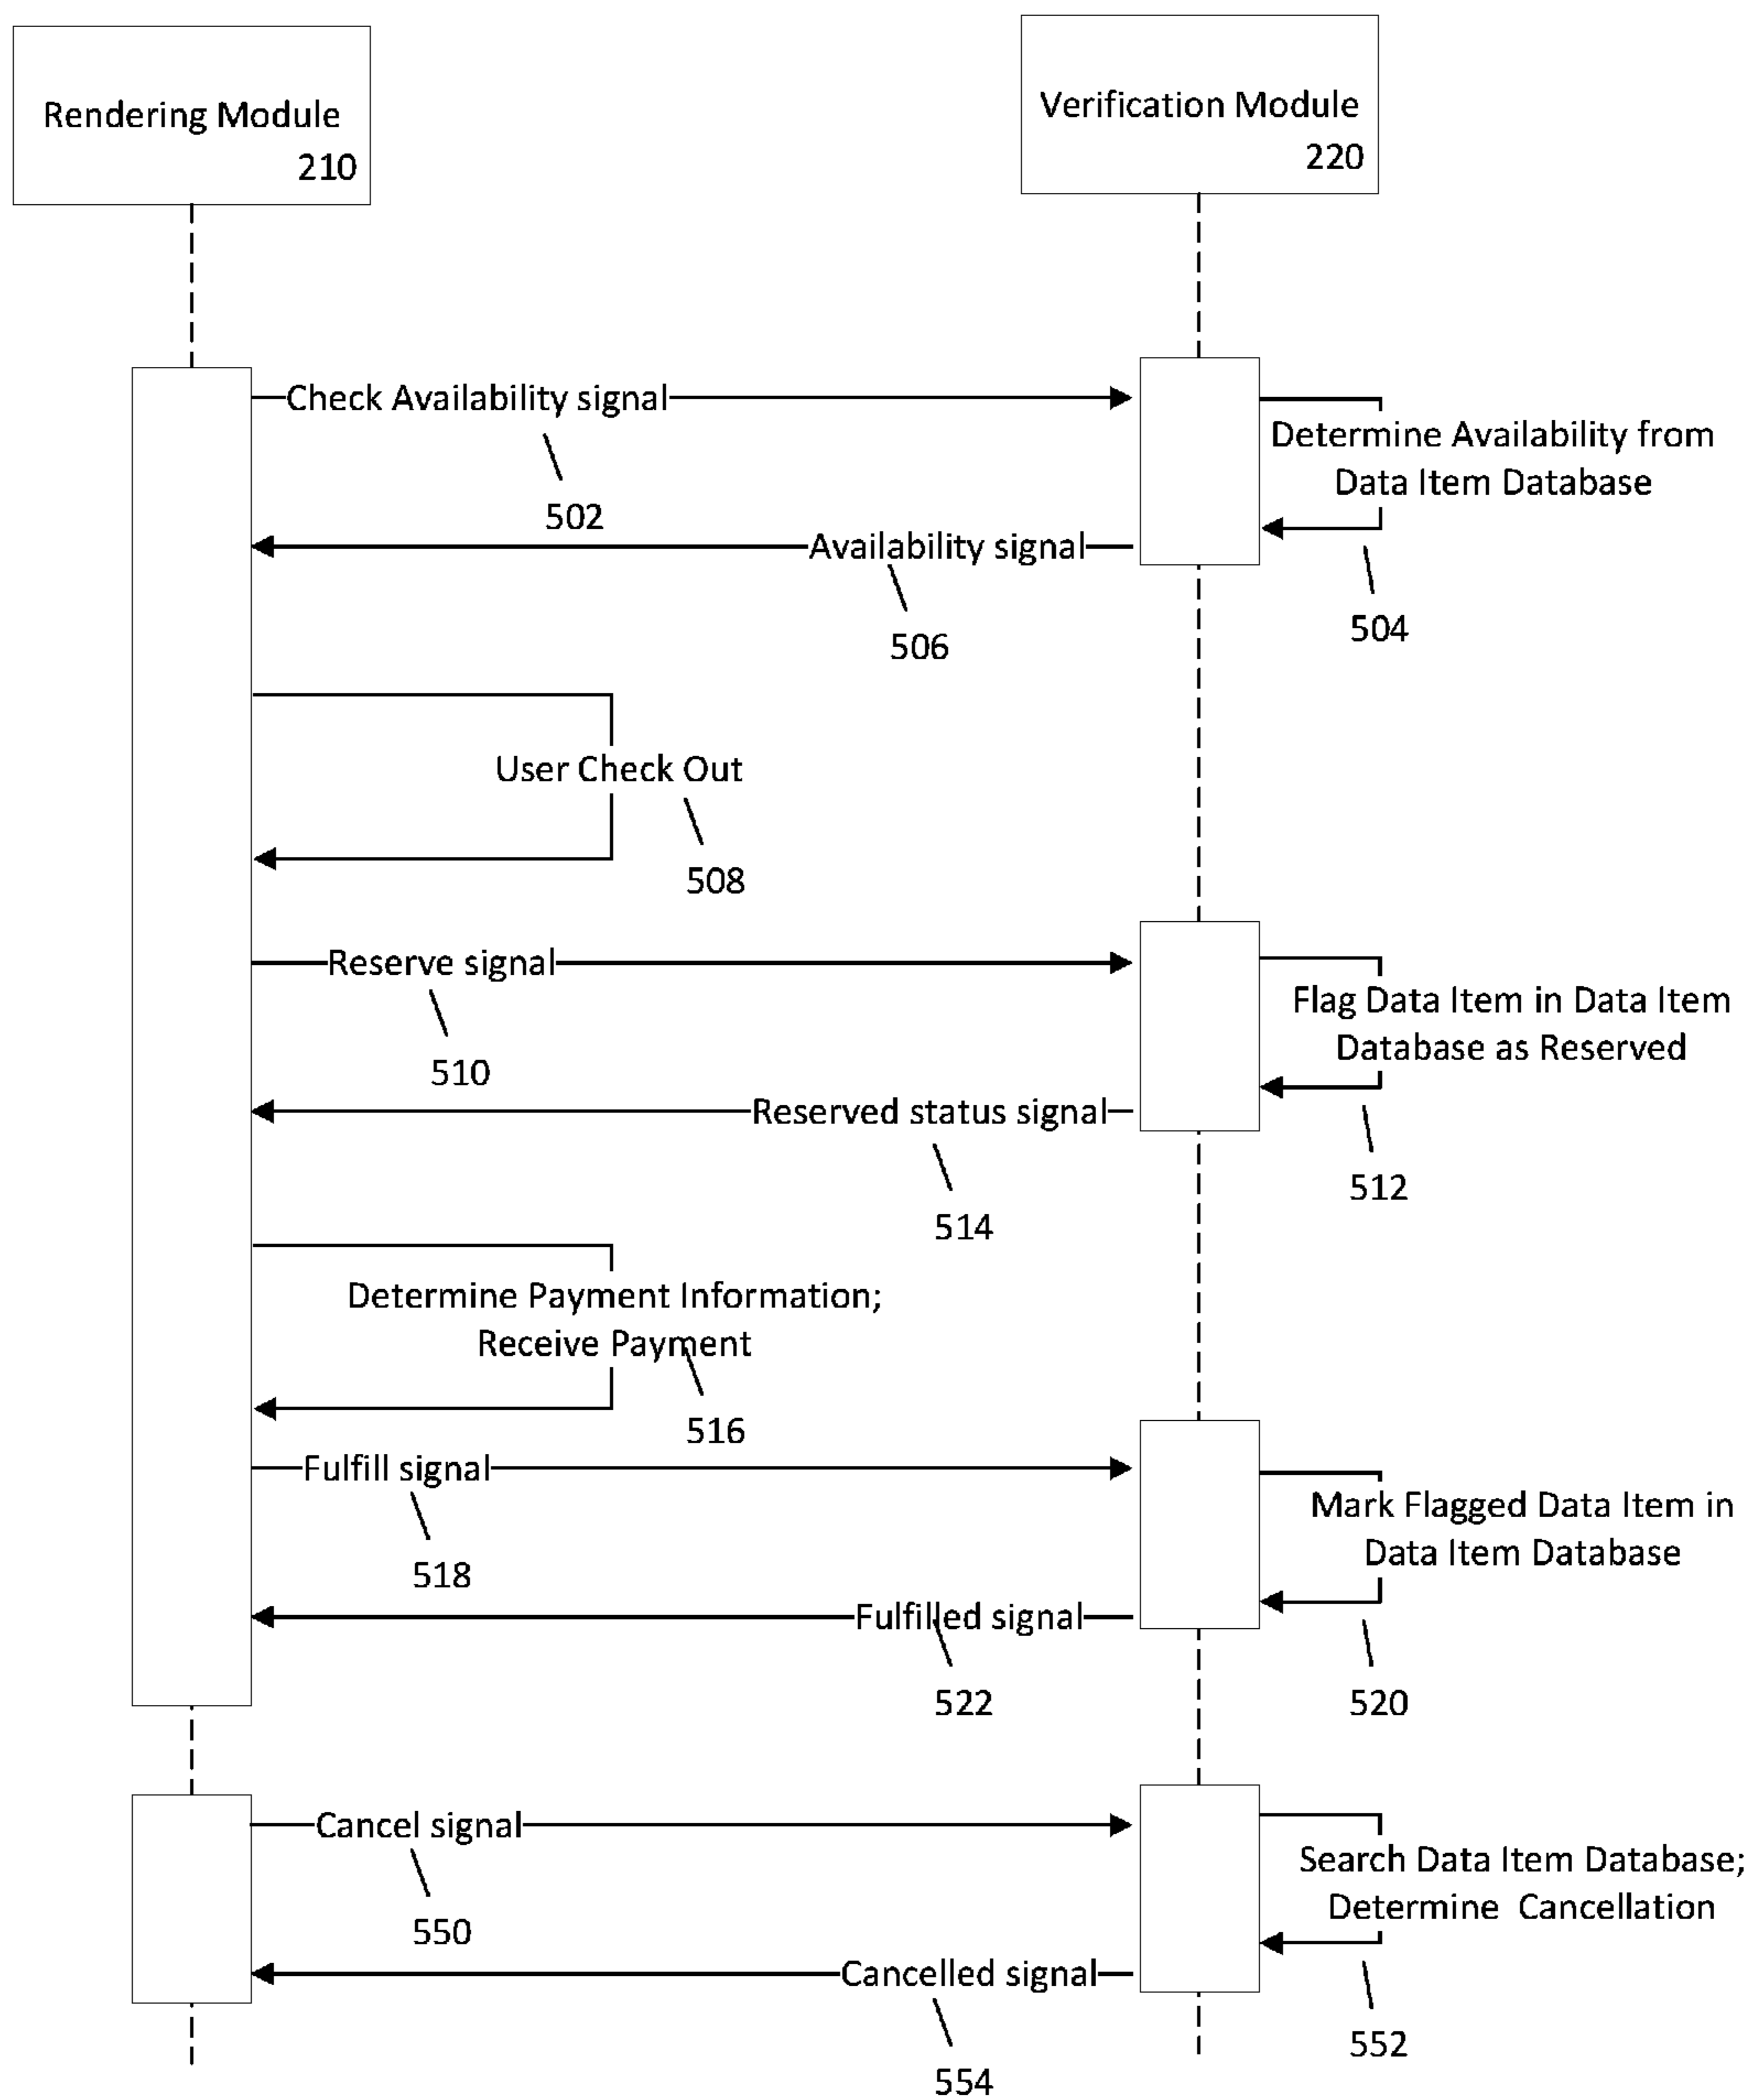 Rendering Module
210
Verification Module
220
Check Availability signal
502
Determine Availability from
Data Item Database
504
Availability signal
506
User Check Out
508
Reserve signal
510
Flag Data Item in Data Item
Database as Reserved
512
Reserved status signal
514
Determine Payment Information;
Receive Payment
516
Fulfill signal
518
Mark Flagged Data Item in
Data Item Database
520
Fulfilled signal
522
Cancel signal
550
Search Data Item Database;
Determine Cancellation
552
Cancelled signal
554